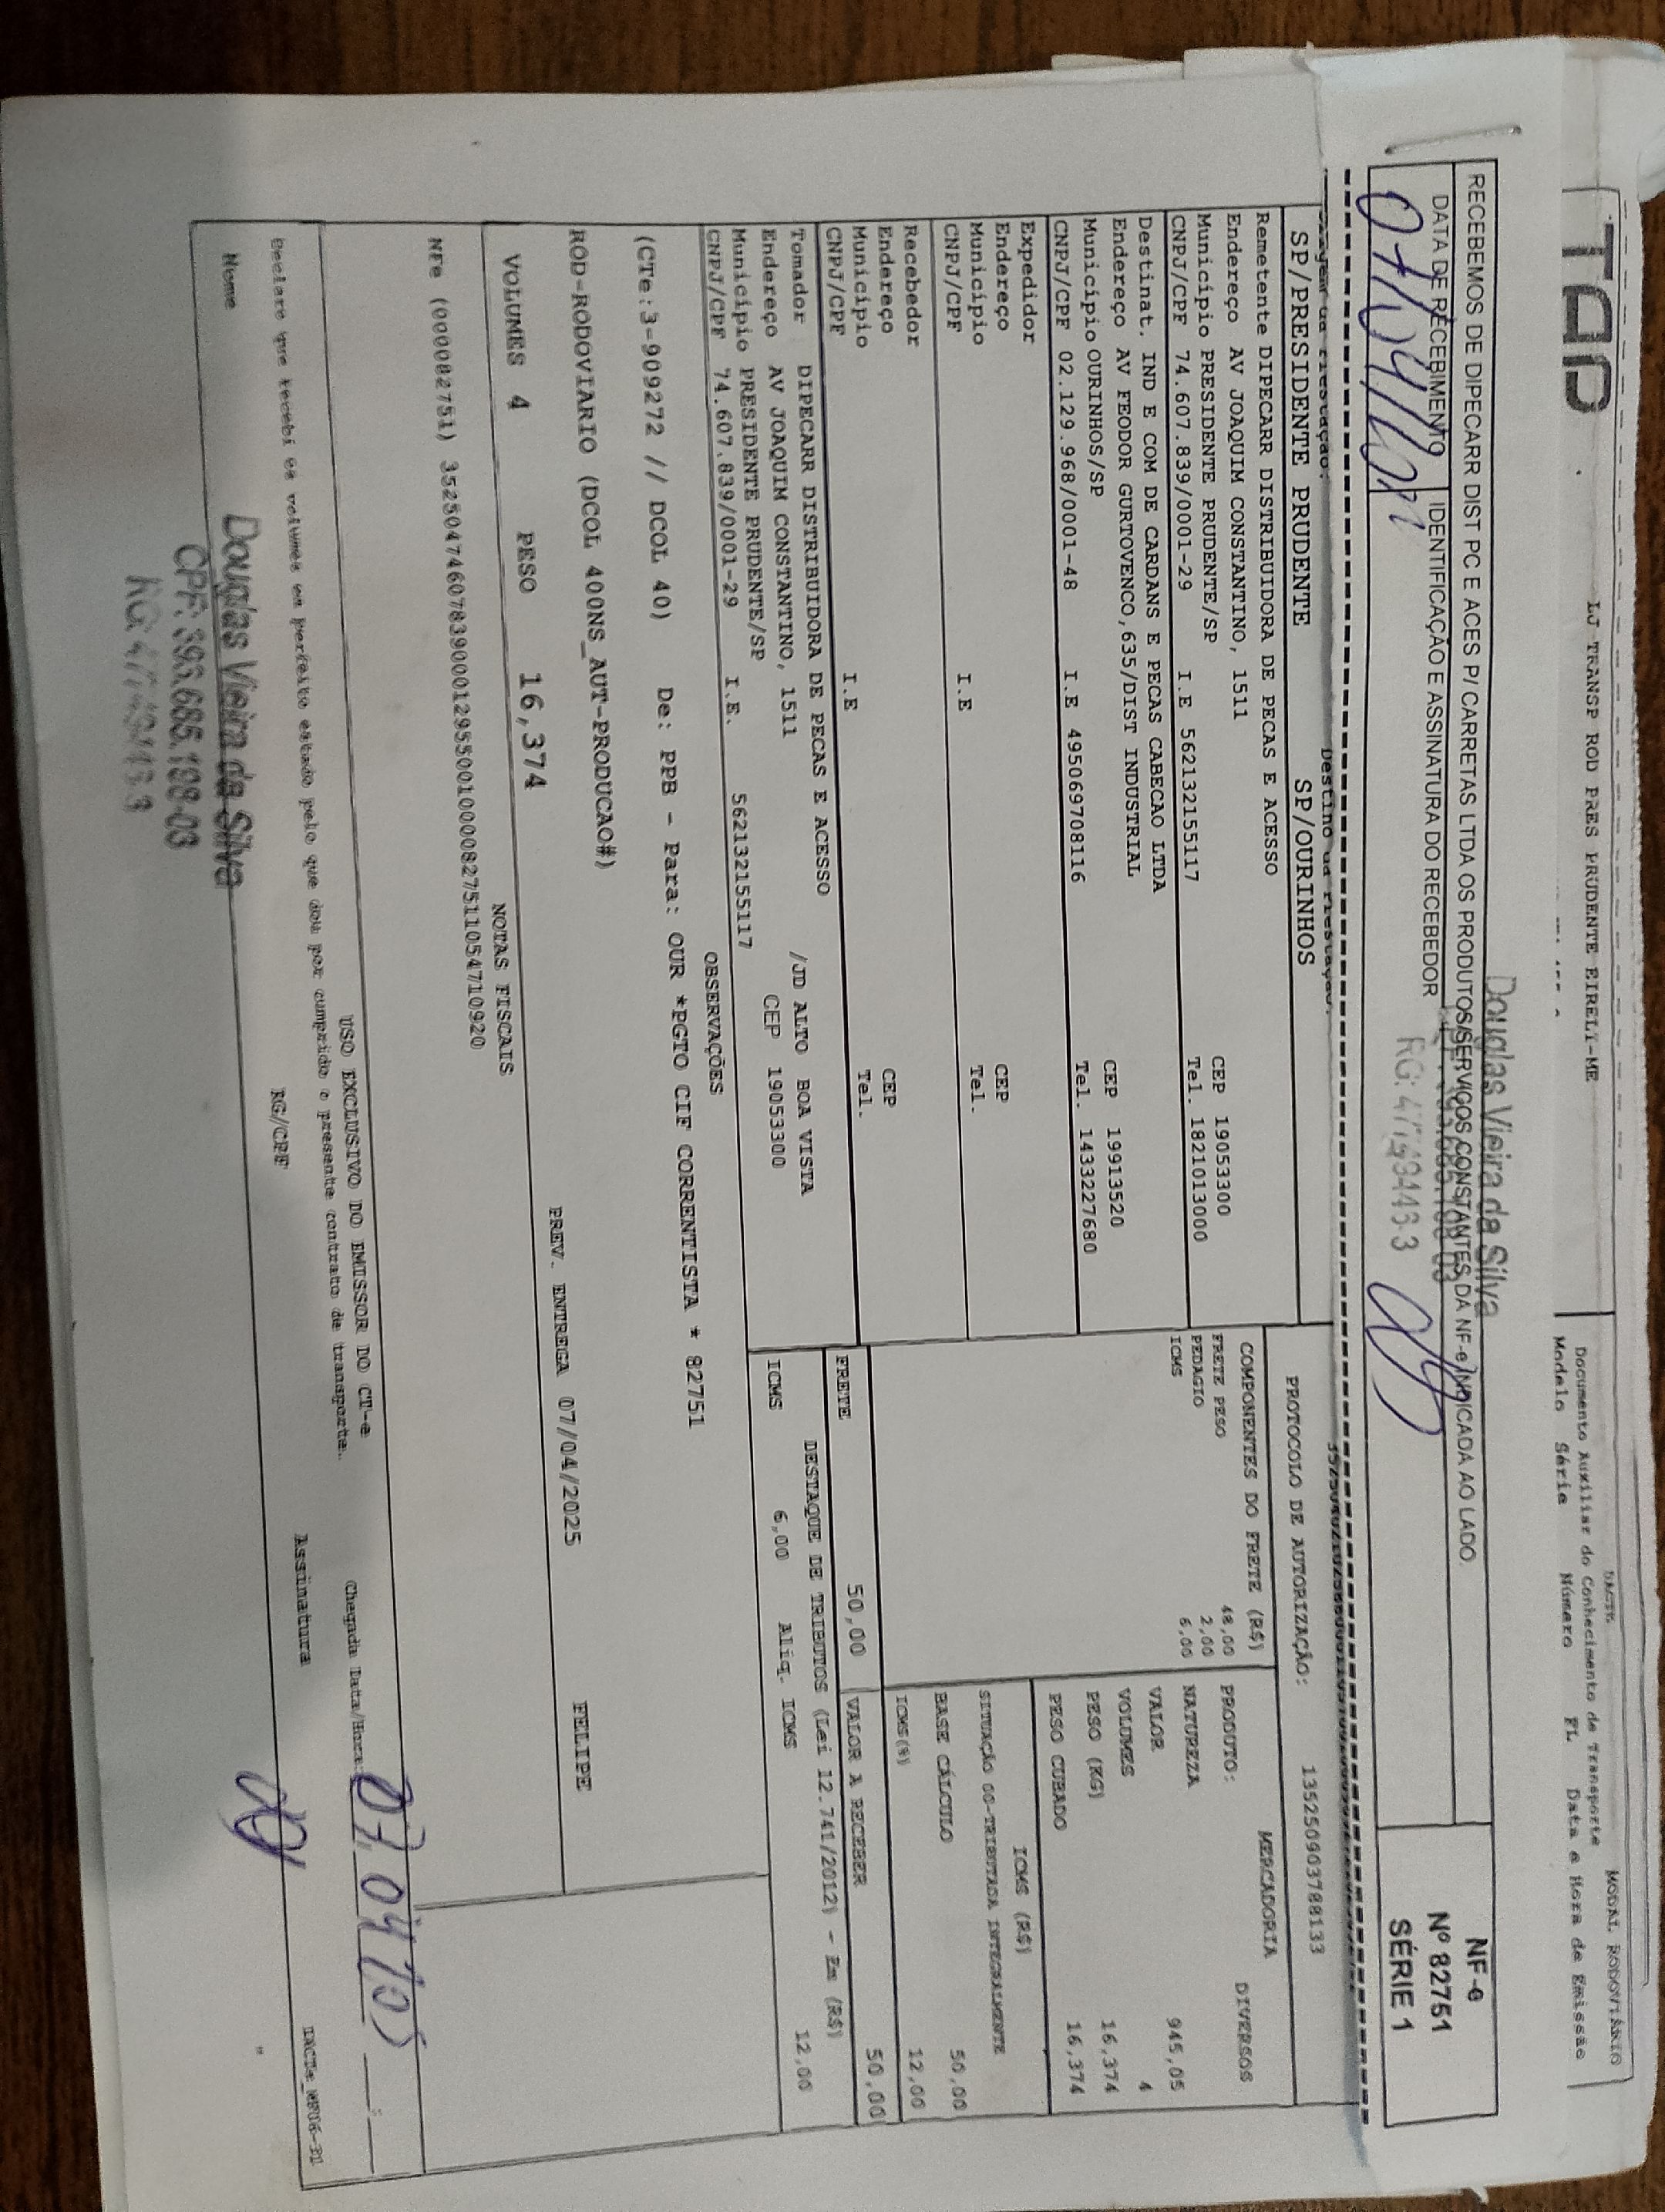 LJ TRANSP ROD PRES PRUDENTE EIRELI-ME
DACTE
MODAL RODOVIÁRIO
Documento Auxiliar do Conhecimento de Transporte
Modelo Série Número FL Data e Hora de Emissão
RECEBEMOS DE DIPECARR DIST PC E ACES P/ CARRETAS LTDA OS PRODUTOS/SERVIÇOS CONSTANTES DA NF-e INDICADA AO LADO.
DATA DE RECEBIMENTO
IDENTIFICAÇÃO E ASSINATURA DO RECEBEDOR
Douglas Vieira da Silva
NF-e
Nº 82751
SÉRIE 1
SP/PRESIDENTE PRUDENTE SP/OURINHOS
PROTOCOLO DE AUTORIZAÇÃO: 135250903788133
Remetente DIPECARR DISTRIBUIDORA DE PECAS E ACESSO
Endereço AV JOAQUIM CONSTANTINO, 1511 CEP 19053300
Município PRESIDENTE PRUDENTE/SP Tel. 1821013000
CNPJ/CPF 74.607.839/0001-29 I.E 562132155117
Destinat. IND E COM DE CARDANS E PECAS CABECAO LTDA
Endereço AV FEODOR GURTOVENCO,635/DIST INDUSTRIAL CEP 19913520
Município OURINHOS/SP Tel. 1433227680
CNPJ/CPF 02.129.968/0001-48 I.E 495069708116
Expedidor
Endereço CEP
Município Tel.
CNPJ/CPF I.E
Recebedor
Endereço CEP
Município Tel.
CNPJ/CPF I.E
Tomador DIPECARR DISTRIBUIDORA DE PECAS E ACESSO
Endereço AV JOAQUIM CONSTANTINO, 1511 /JD ALTO BOA VISTA
Município PRESIDENTE PRUDENTE/SP CEP 19053300
CNPJ/CPF 74.607.839/0001-29 I.E. 562132155117
COMPONENTES DO FRETE (R$)
FRETE PESO 48,00
PEDAGIO 2,00
ICMS 6,00
MERCADORIA
PRODUTO: DIVERSOS
NATUREZA
VALOR 945,05
VOLUMES 4
PESO (KG) 16,374
PESO CUBADO 16,374
ICMS (R$)
SITUAÇÃO 00-TRIBUTADA INTEGRALMENTE
BASE CÁLCULO 50,00
ICMS(%) 12,00
FRETE 50,00
VALOR A RECEBER 50,00
DESTAQUE DE TRIBUTOS (Lei 12.741/2012) - Em (R$)
ICMS 6,00 Aliq. ICMS 12,00
OBSERVAÇÕES
(CTe:3-909272 // DCOL 40) De: PPB - Para: OUR *PGTO CIF CORRENTISTA * 82751
ROD-RODOVIARIO (DCOL 400NS_AUT-PRODUCAO#)
VOLUMES 4 PESO 16,374 PREV. ENTREGA 07/04/2025 FELIPE
NOTAS FISCAIS
NFe (000082751) 35250474607839000129550010000827511054710920
USO EXCLUSIVO DO EMISSOR DO CT-e
Chegada Data/Hora:
Declaro que recebi os volumes em perfeito estado pelo que dou por cumprido o presente contrato de transporte.
Nome RG/CPF Assinatura
Douglas Vieira da Silva
CPF: 396.685.198-03